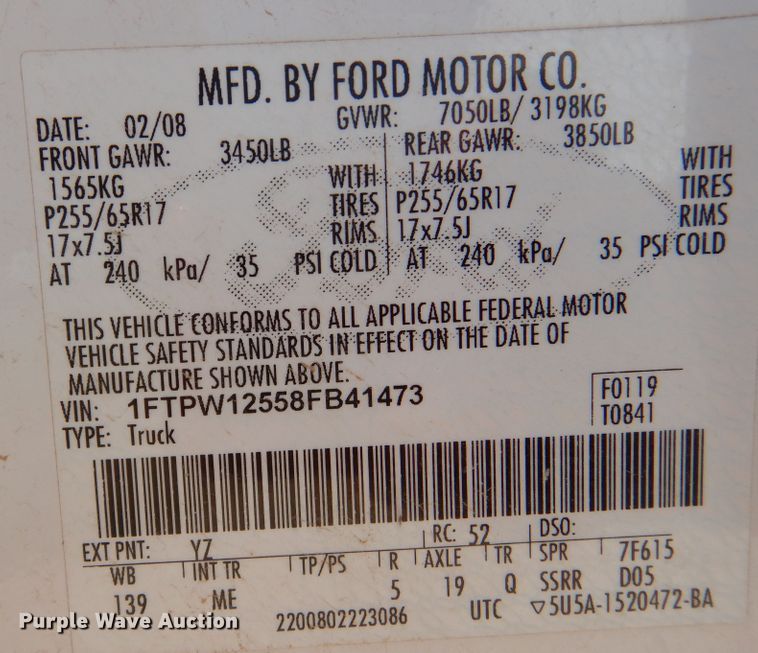 MFD. BY FORD MOTOR CO.
DATE: 02/08 GVWR: 7050LB/ 3198KG
FRONT GAWR: 3450LB REAR GAWR: 3850LB
1565KG WITH 1746KG WITH
P255/65R17 TIRES P255/65R17 TIRES
17x7.5J RIMS 17x7.5J RIMS
AT 240 kPa/ 35 PSI COLD AT 240 kPa/ 35 PSI COLD
THIS VEHICLE CONFORMS TO ALL APPLICABLE FEDERAL MOTOR
VEHICLE SAFETY STANDARDS IN EFFECT ON THE DATE OF
MANUFACTURE SHOWN ABOVE.
VIN: 1FTPW12558FB41473 F0119
TYPE: Truck T0841
EXT PNT: YZ RC: 52 DSO:
WB INT TR TP/PS R AXLE TR SPR 7F615
139 ME 5 19 Q SSRR D05
2200802223086 UTC ▽5U5A-1520472-BA
Purple Wave Auction